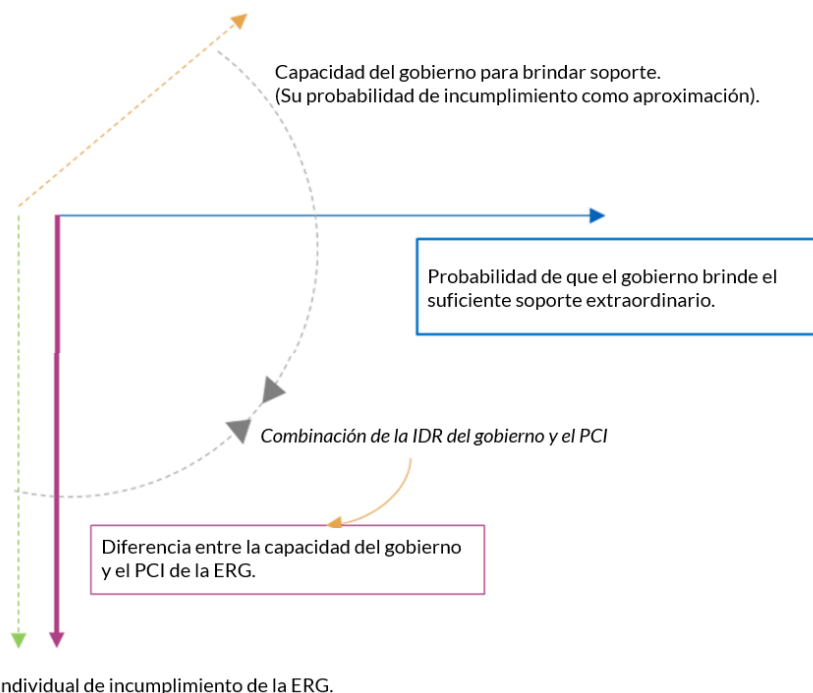 Capacidad del gobierno para brindar soporte.
(Su probabilidad de incumplimiento como aproximación).
Probabilidad de que el gobierno brinde el
suficiente soporte extraordinario.
Combinación de la IDR del gobierno y el PCI
Diferencia entre la capacidad del gobierno
y el PCI de la ERG.
individual de incumplimiento de la ERG.